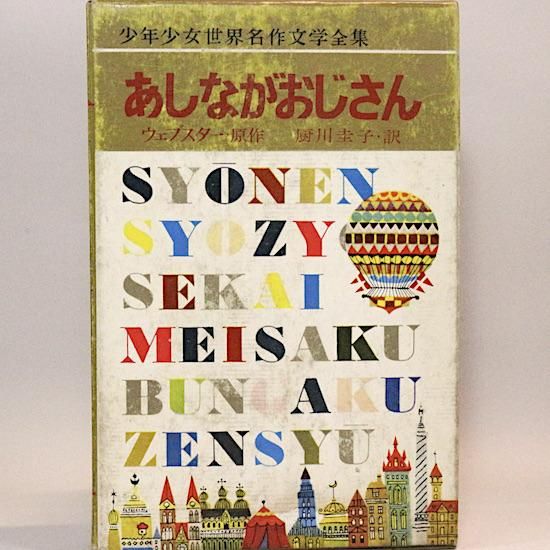 少年少女世界名作文学全集
あしながおじさん
ウェブスター・原作 厨川圭子・訳
SYŌNEN
SYOZYO
SEKAI
MEISAKU
BUNGAKU
ZENSYŪ